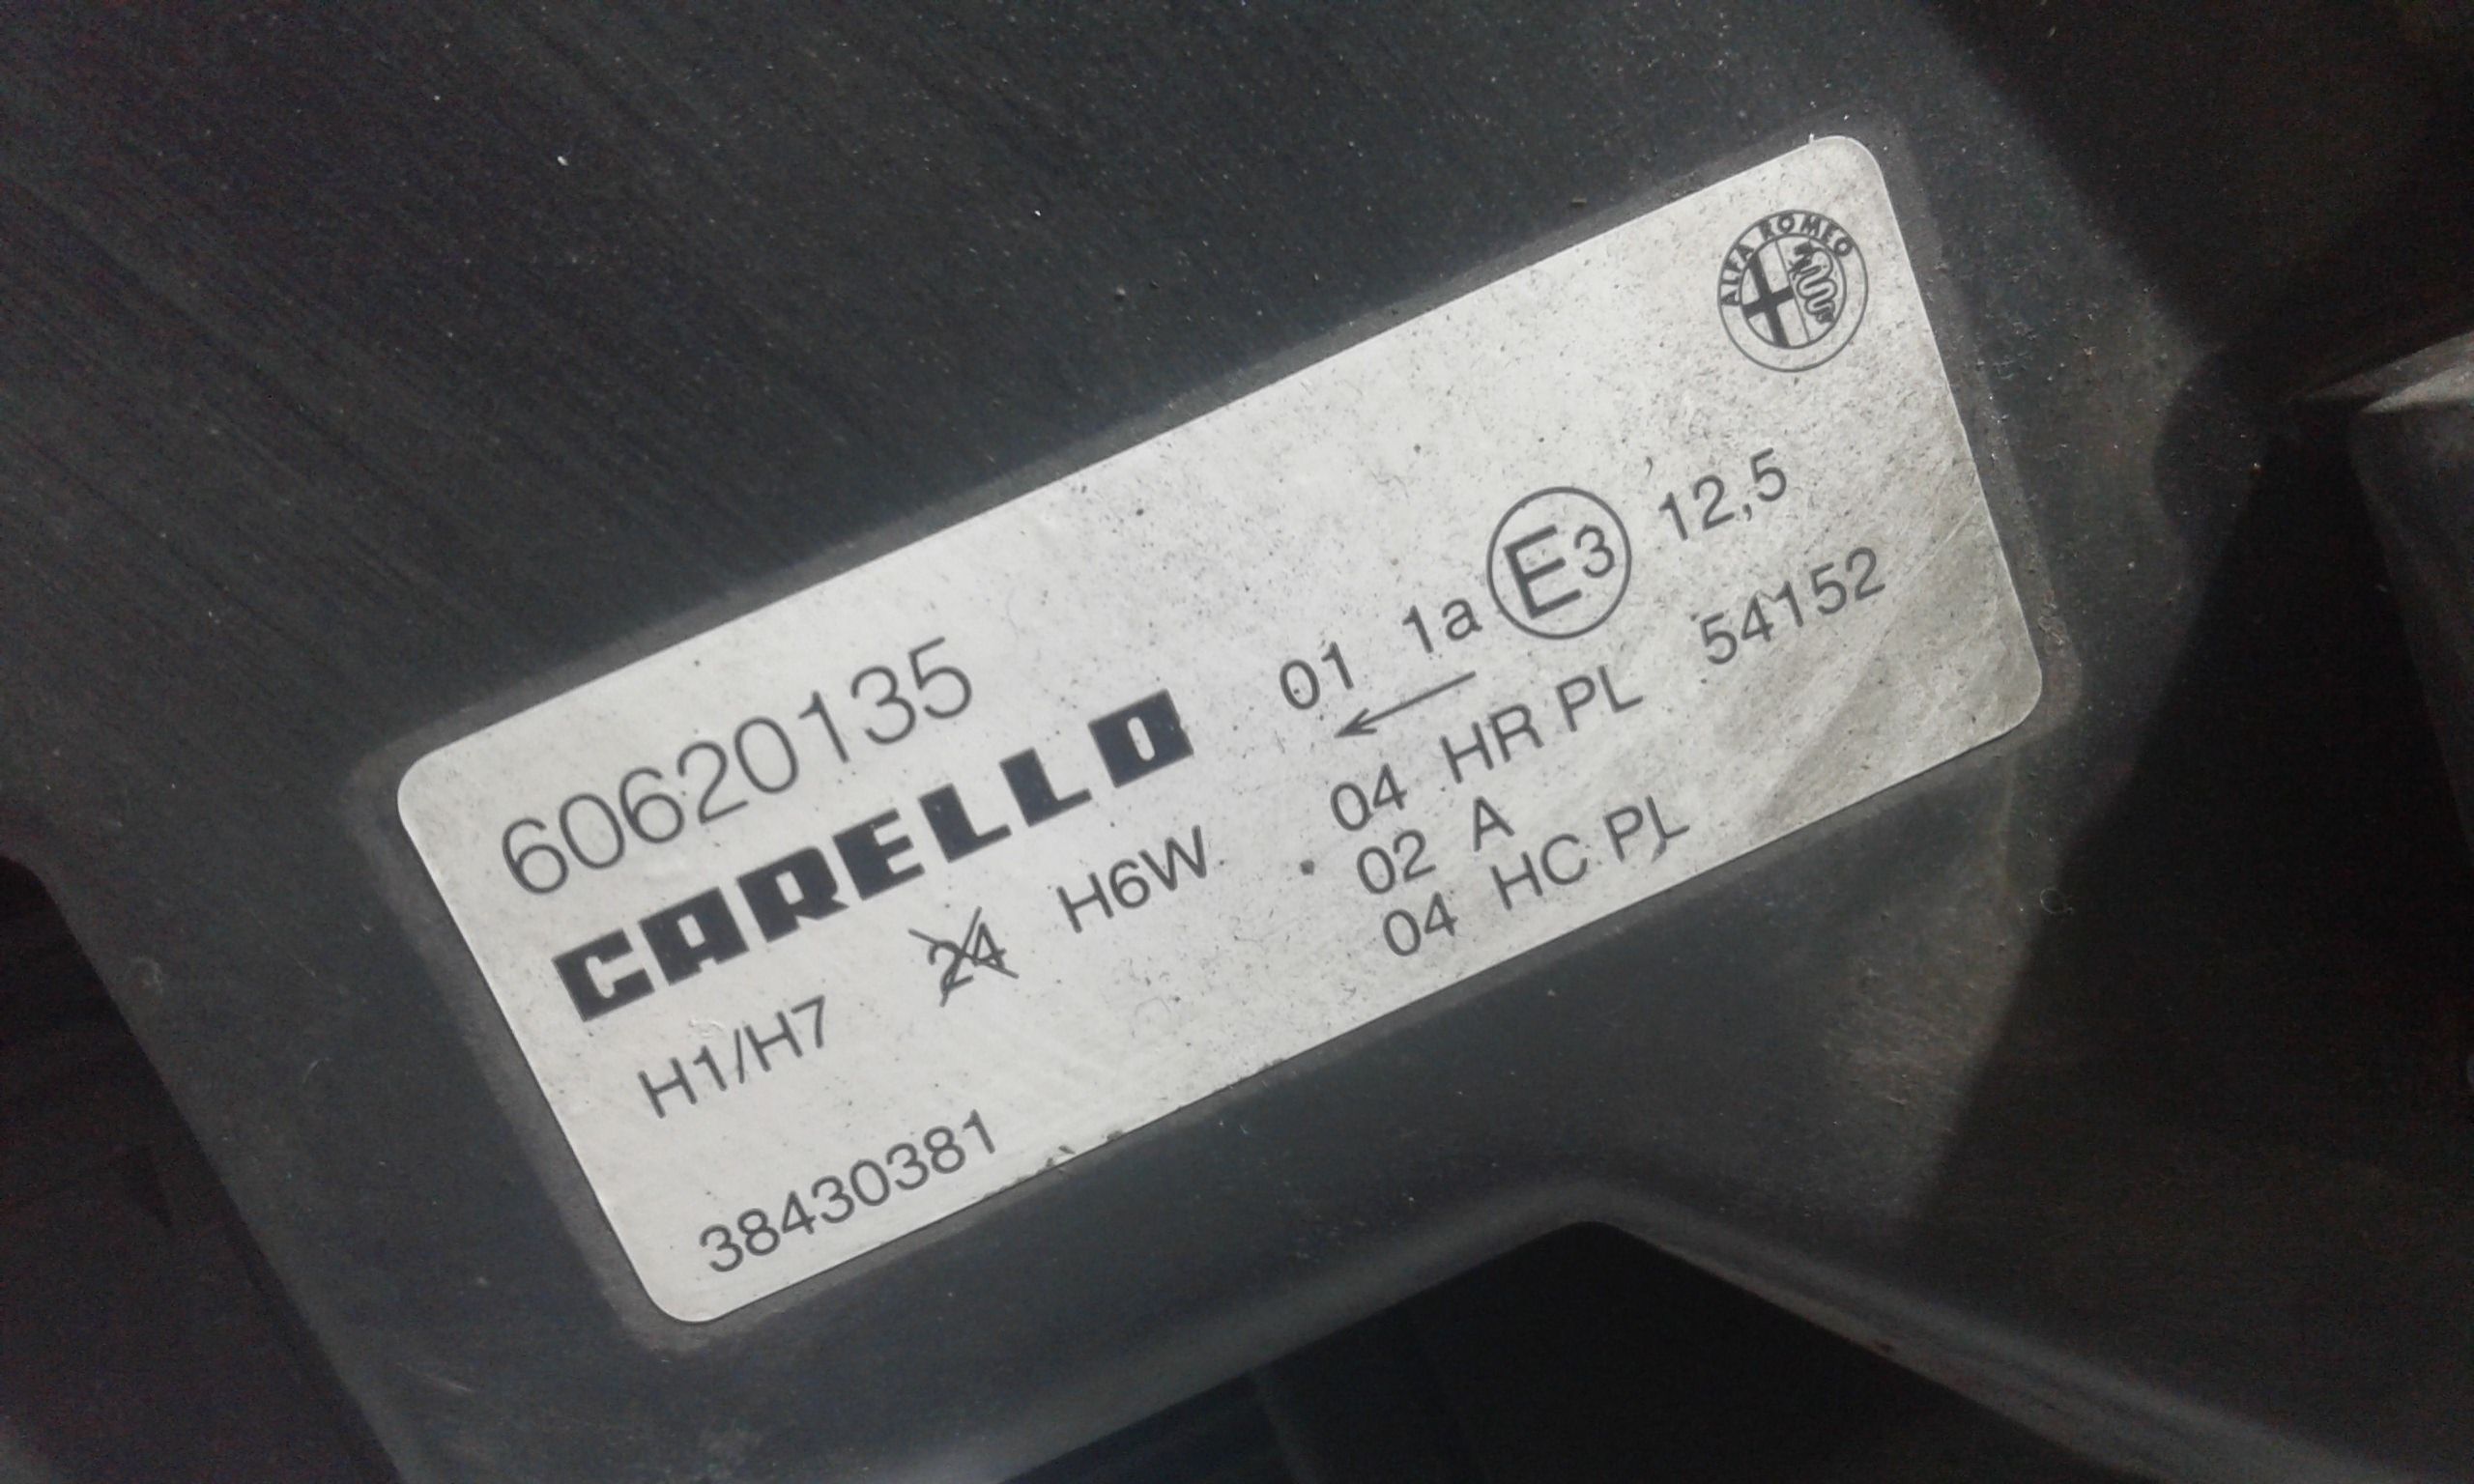 ALFA ROMEO
60620135
CARELLO
H1/H7 24 H6W
38430381
01 1a E3 12,5
04 HR PL 54152
02 A
04 HC PL